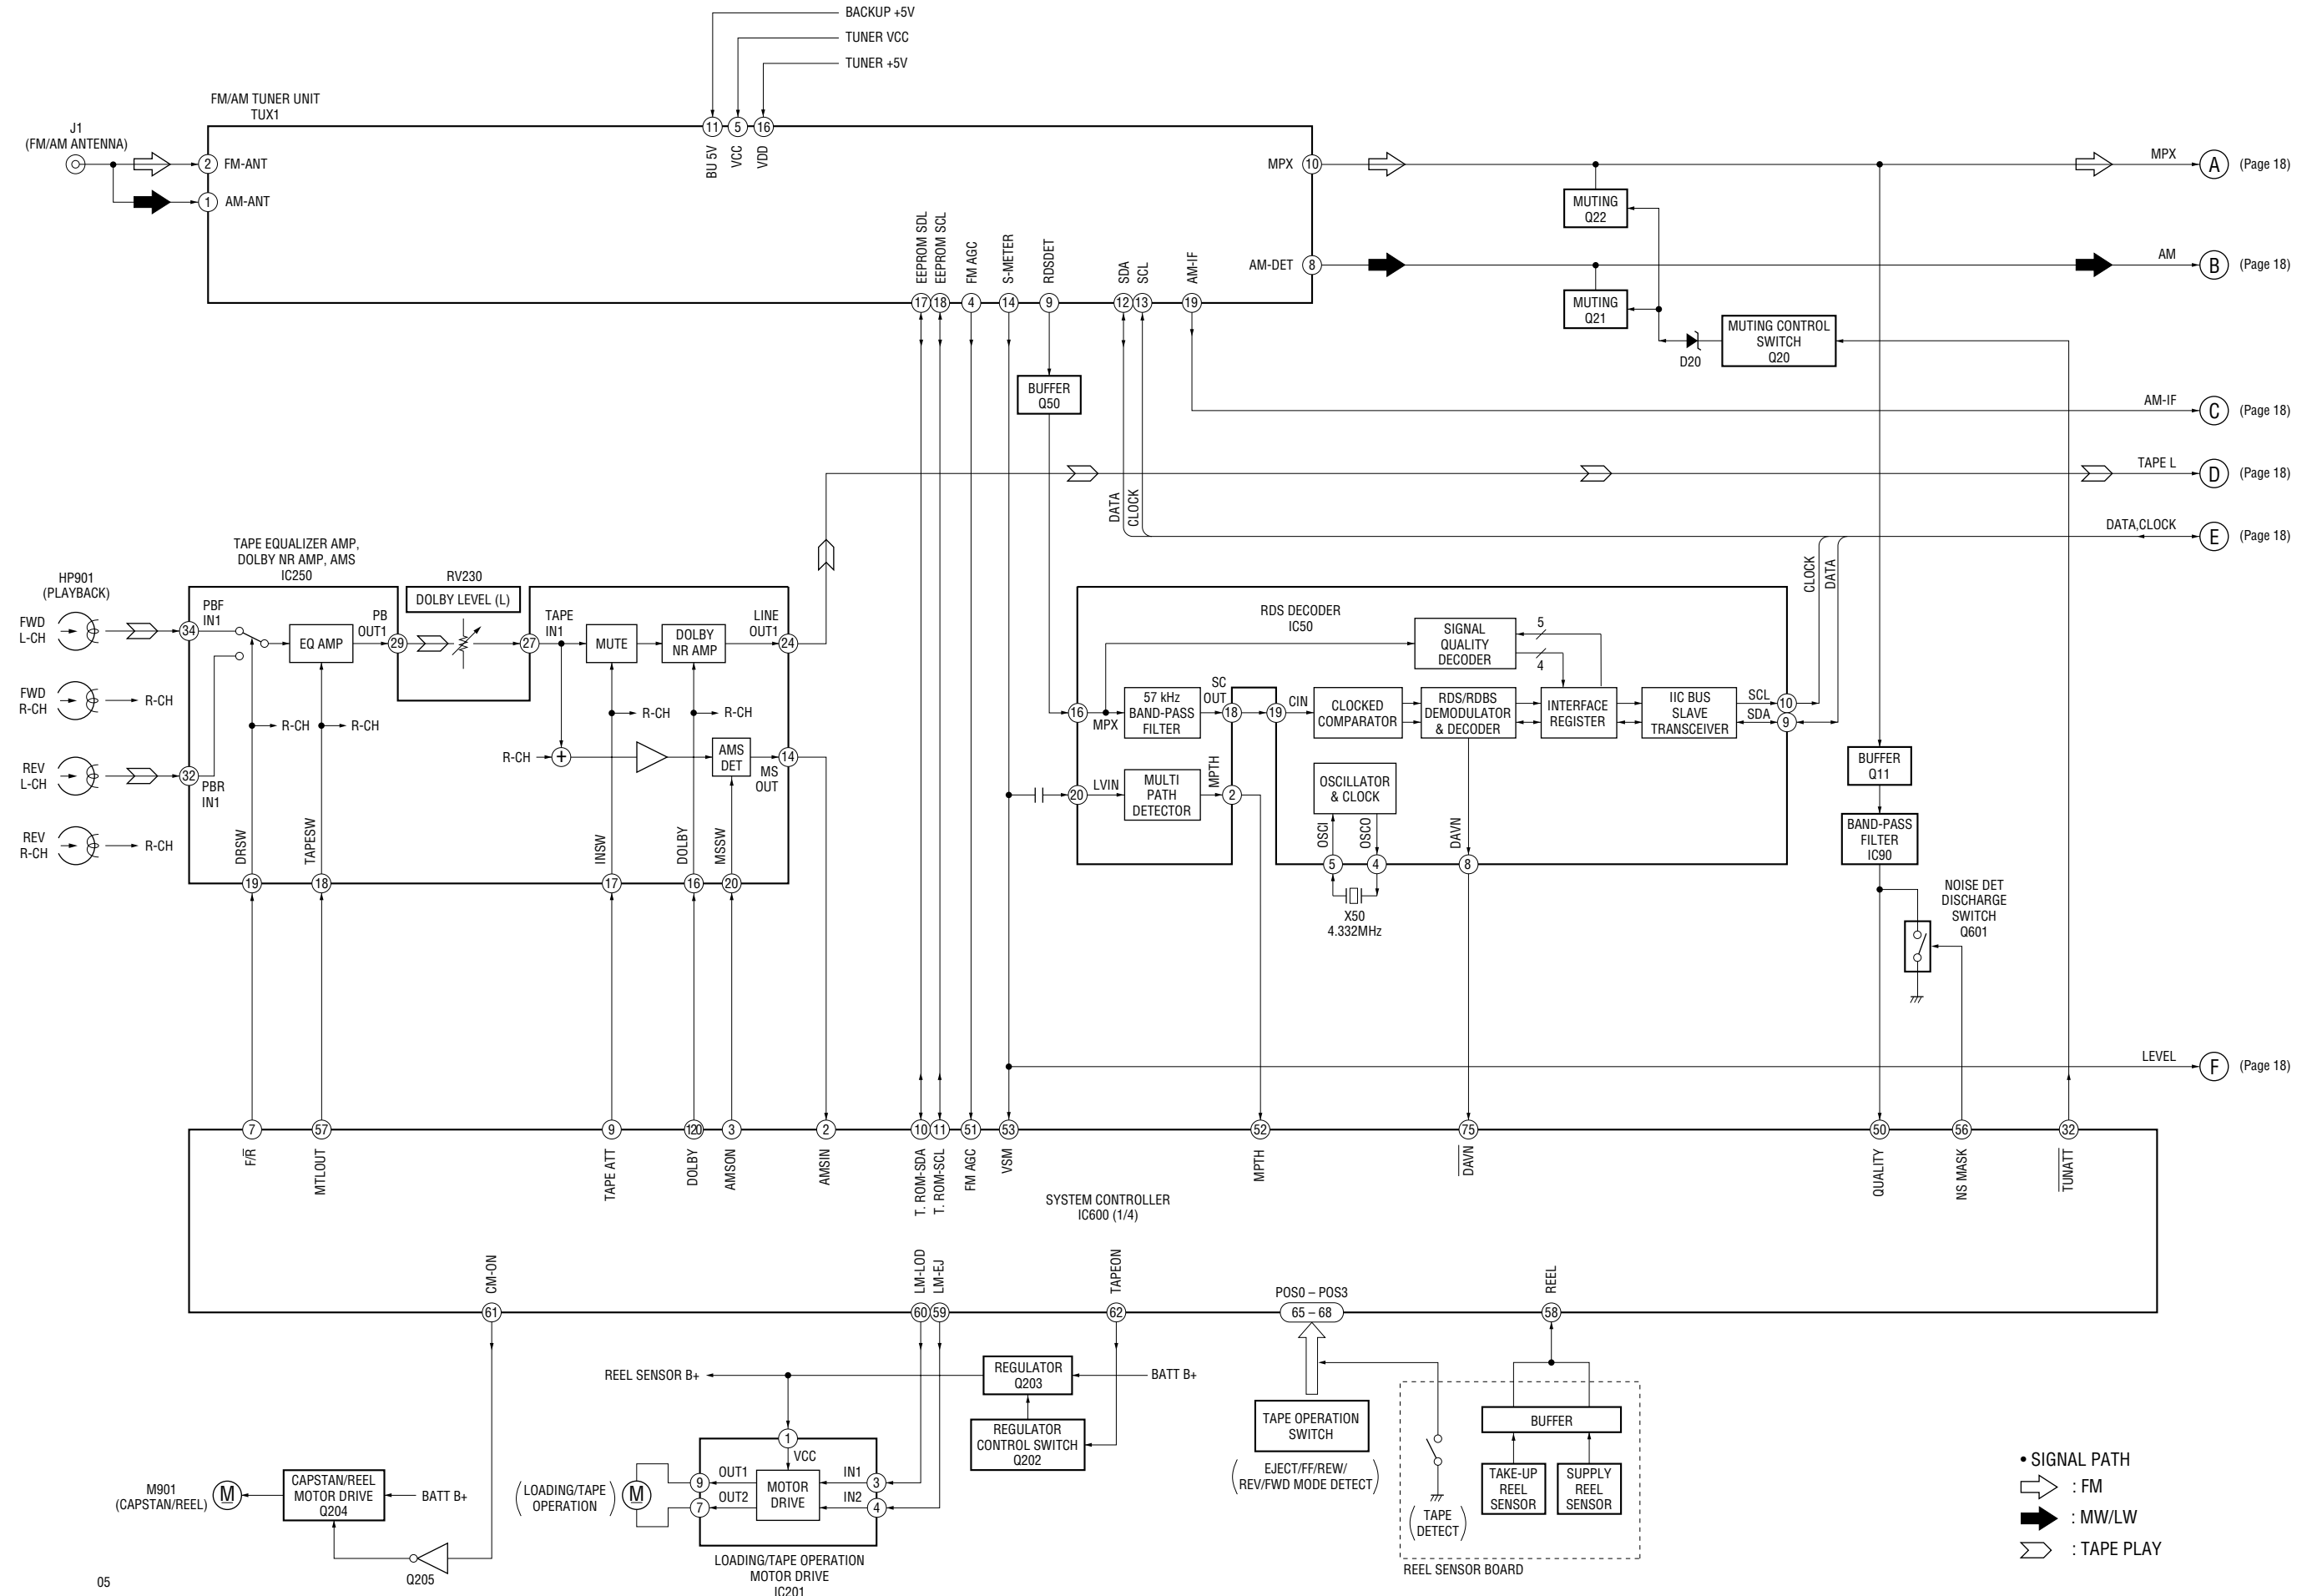 BACKUP +5V
TUNER VCC
TUNER +5V
FM/AM TUNER UNIT
TUX1
J1
(FM/AM ANTENNA)
11
5
16
BU 5V
VCC
VDD
2
FM-ANT
1
AM-ANT
MPX
10
MPX
A
(Page 18)
MUTING
Q22
AM-DET
8
AM
B
(Page 18)
MUTING
Q21
MUTING CONTROL
SWITCH
Q20
D20
EEPROM SDL
EEPROM SCL
FM AGC
S-METER
RDSDET
SDA
SCL
AM-IF
17
18
4
14
9
12
13
19
BUFFER
Q50
AM-IF
C
(Page 18)
TAPE L
D
(Page 18)
DATA
CLOCK
DATA,CLOCK
E
(Page 18)
CLOCK
DATA
TAPE EQUALIZER AMP,
DOLBY NR AMP, AMS
IC250
HP901
(PLAYBACK)
RV230
DOLBY LEVEL (L)
FWD
L-CH
34
PBF
IN1
EQ AMP
PB
OUT1
29
27
TAPE
IN1
MUTE
DOLBY
NR AMP
LINE
OUT1
24
FWD
R-CH
R-CH
R-CH
R-CH
R-CH
R-CH
REV
L-CH
32
PBR
IN1
R-CH
+
AMS
DET
MS
OUT
14
REV
R-CH
R-CH
DRSW
TAPESW
INSW
DOLBY
MSSW
19
18
17
16
20
RDS DECODER
IC50
SIGNAL
QUALITY
DECODER
5
4
16
MPX
57 kHz
BAND-PASS
FILTER
SC
OUT
18
19
CIN
CLOCKED
COMPARATOR
RDS/RDBS
DEMODULATOR
& DECODER
INTERFACE
REGISTER
IIC BUS
SLAVE
TRANSCEIVER
SCL
10
SDA
9
20
LVIN
MULTI
PATH
DETECTOR
MPTH
2
OSCILLATOR
& CLOCK
OSCI
OSCO
DAVN
5
4
8
X50
4.332MHz
BUFFER
Q11
BAND-PASS
FILTER
IC90
NOISE DET
DISCHARGE
SWITCH
Q601
LEVEL
F
(Page 18)
7
57
9
3
2
10
11
51
53
52
75
50
56
32
F/R
MTLOUT
TAPE ATT
DOLBY
AMSON
AMSIN
T. ROM-SDA
T. ROM-SCL
FM AGC
VSM
MPTH
DAVN
QUALITY
NS MASK
TUNATT
SYSTEM CONTROLLER
IC600 (1/4)
CM-ON
LM-LOD
LM-EJ
TAPEON
POS0 – POS3
REEL
61
60
59
62
65 – 68
58
REEL SENSOR B+
REGULATOR
Q203
BATT B+
REGULATOR
CONTROL SWITCH
Q202
TAPE OPERATION
SWITCH
(EJECT/FF/REW/
REV/FWD MODE DETECT)
BUFFER
TAKE-UP
REEL
SENSOR
SUPPLY
REEL
SENSOR
(TAPE
DETECT)
REEL SENSOR BOARD
M901
(CAPSTAN/REEL)
M
CAPSTAN/REEL
MOTOR DRIVE
Q204
BATT B+
Q205
(LOADING/TAPE
OPERATION)
M
1
VCC
9
OUT1
7
OUT2
MOTOR
DRIVE
IN1
3
IN2
4
LOADING/TAPE OPERATION
MOTOR DRIVE
IC201
• SIGNAL PATH
: FM
: MW/LW
: TAPE PLAY
05